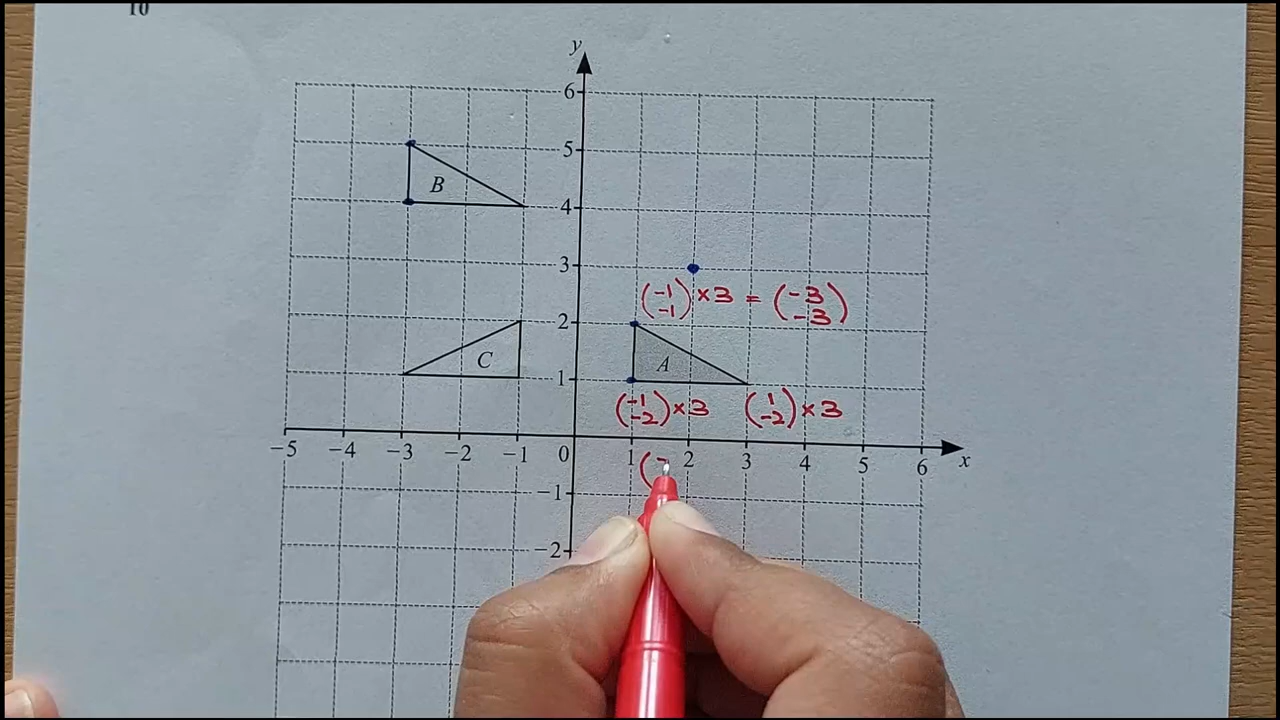 10
y
6
5
B
4
3
(-1 -1) ×3 = (-3 -3)
2
C
A
1
(-1 -2) ×3 (1 -2) ×3
−5 −4 −3 −2 −1 0 1 2 3 4 5 6 x
(-
−1
−2